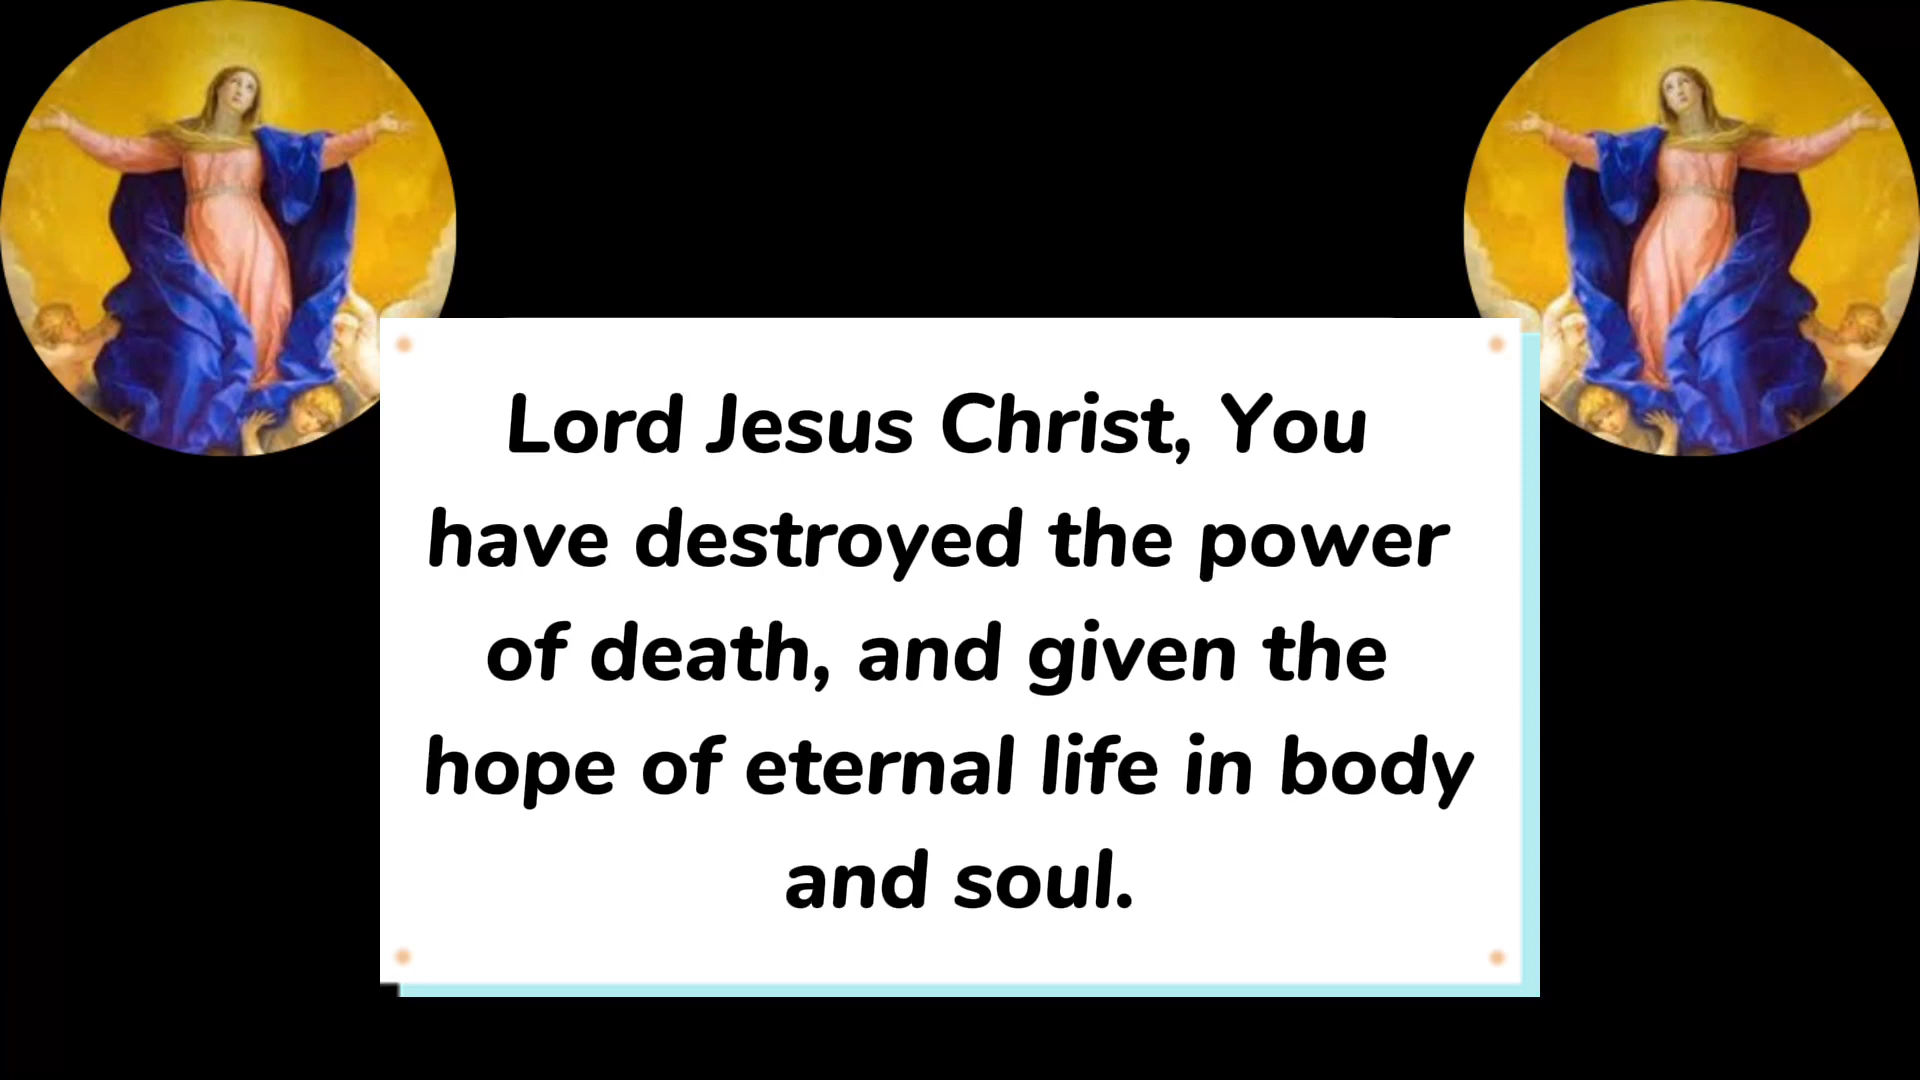 Lord Jesus Christ, You
have destroyed the power
of death, and given the
hope of eternal life in body
and soul.